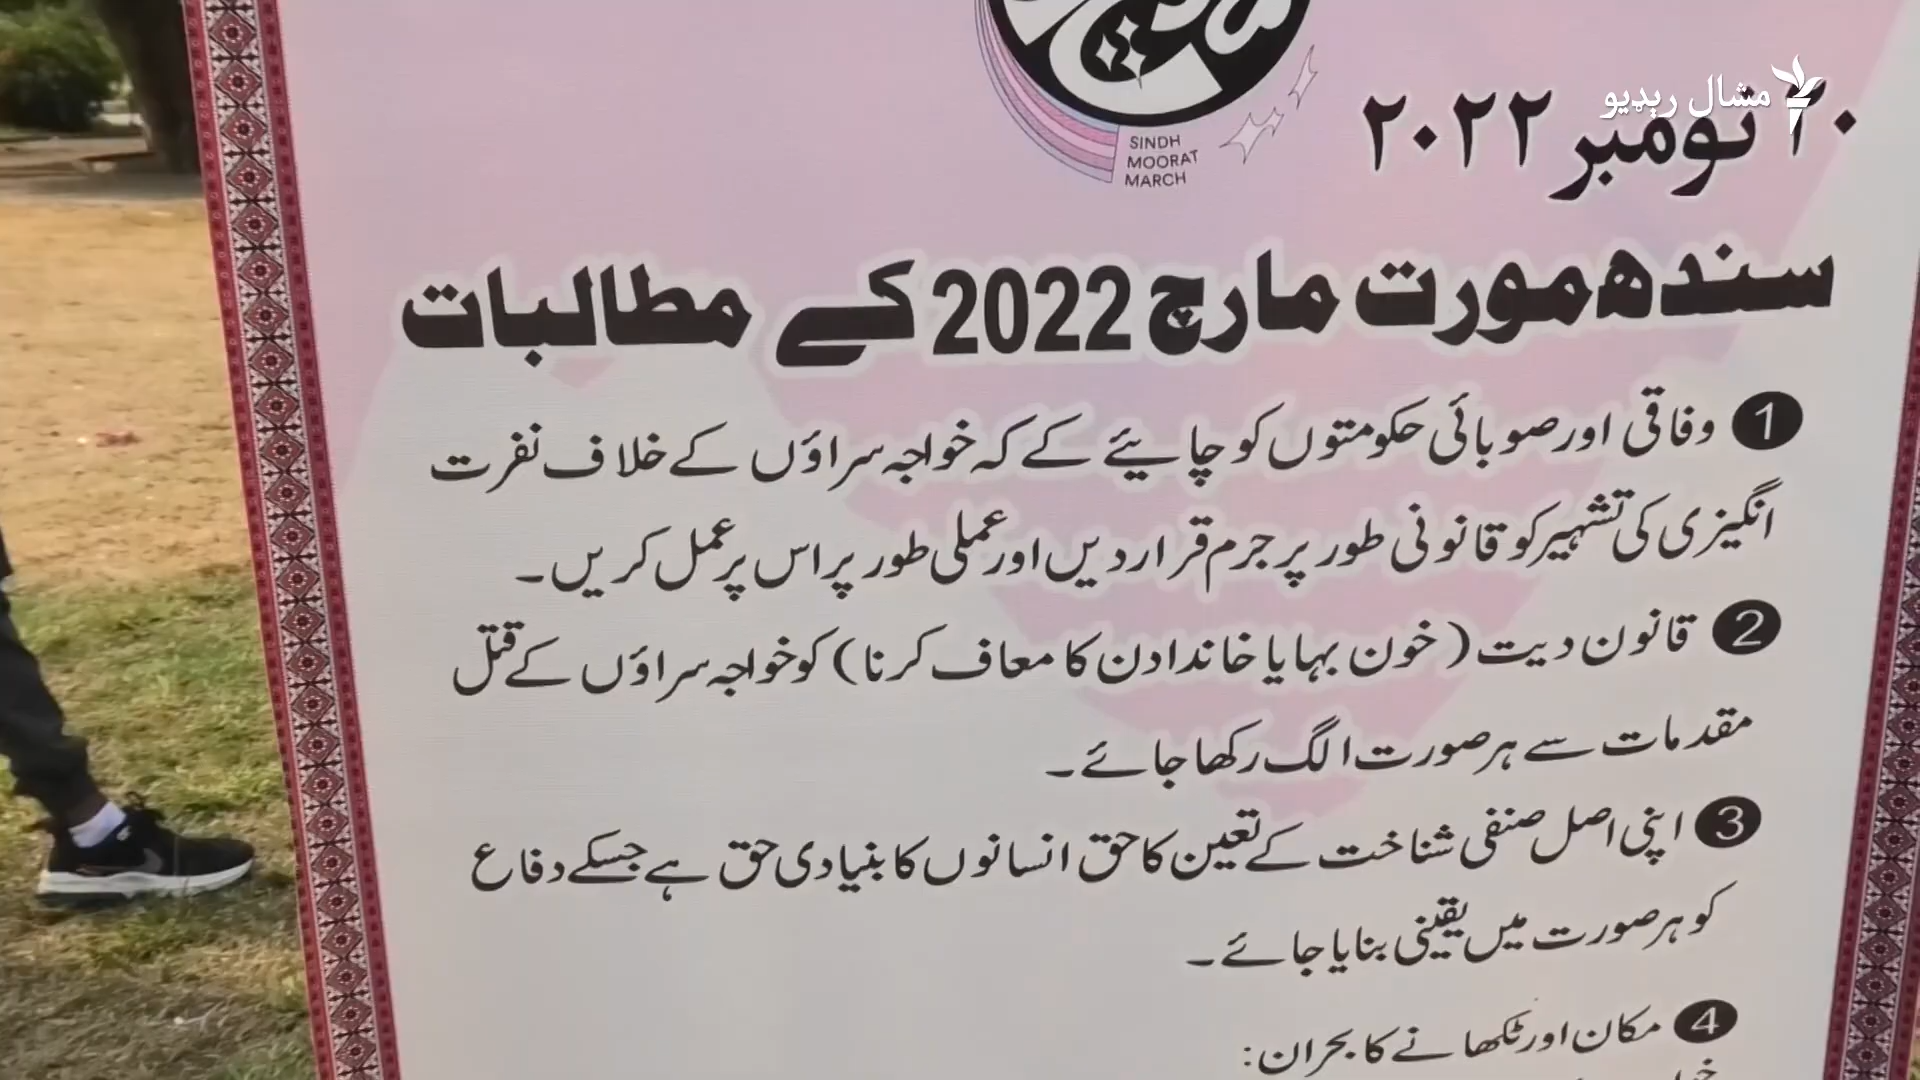 مشال ريډيو
۲۰ نومبر ۲۰۲۲
SINDH
MOORAT
MARCH
سندھ مورت مارچ 2022 کے مطالبات
1 وفاقی اور صوبائی حکومتوں کو چاہیئے کے کہ خواجہ سراؤں کے خلاف نفرت
انگیزی کی تشہیر کو قانونی طور پر جرم قرار دیں اور عملی طور پر اس پر عمل کریں۔
2 قانون دیت (خون بہا یا خاندادن کا معاف کرنا) کو خواجہ سراؤں کے قتل
مقدمات سے ہر صورت الگ رکھا جائے۔
3 اپنی اصل صنفی شناخت کے تعین کا حق انسانوں کا بنیادی حق ہے جسکے دفاع
کو ہر صورت میں یقینی بنایا جائے۔
4 مکان اور ٹکھانے کا بحران: